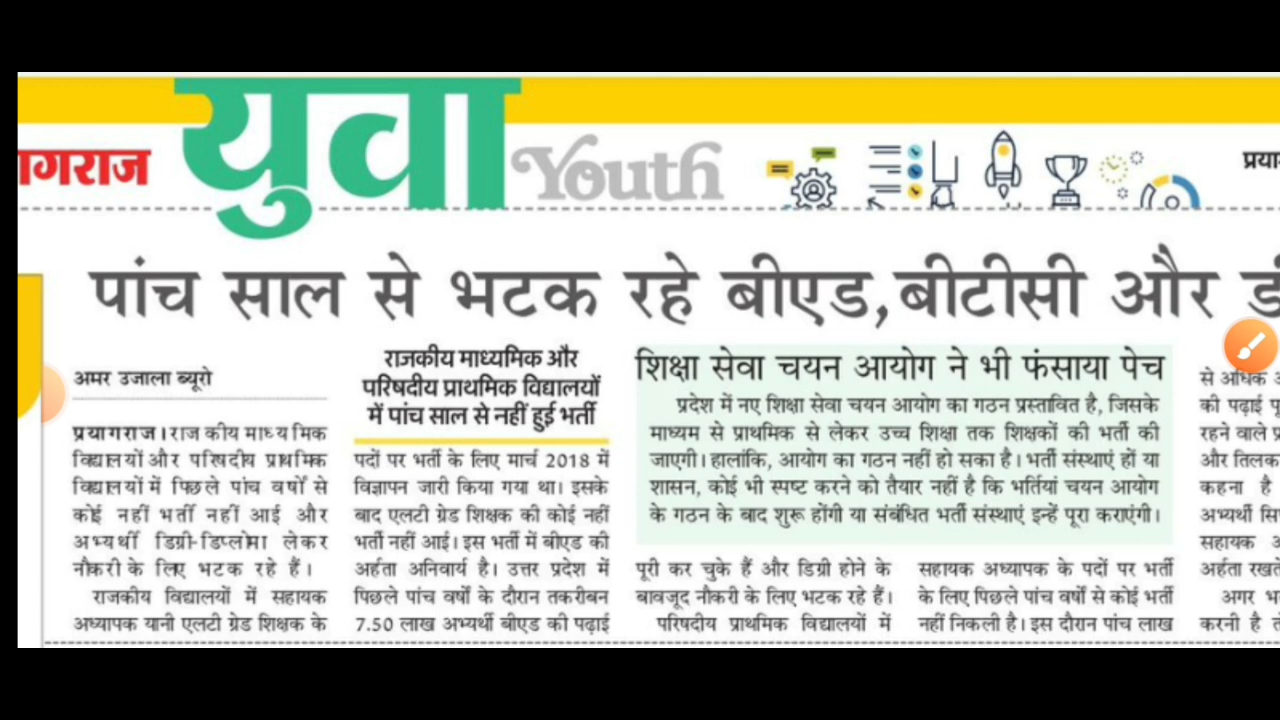 युवा
Youth
पांच साल से भटक रहे बीएड, बीटीसी और
अमर उजाला ब्यूरो
प्रयागराज। राजकीय माध्यमिक
विद्यालयों और परिषदीय प्राथमिक
विद्यालयों में पिछले पांच वर्षों से
कोई नहीं भर्ती नहीं आई और
अभ्यर्थी डिग्री-डिप्लोमा लेकर
नौकरी के लिए भटक रहे हैं।
राजकीय विद्यालयों में सहायक
अध्यापक यानी एलटी ग्रेड शिक्षक के
राजकीय माध्यमिक और
परिषदीय प्राथमिक विद्यालयों
में पांच साल से नहीं हुई भर्ती
पदों पर भर्ती के लिए मार्च 2018 में
विज्ञापन जारी किया गया था। इसके
बाद एलटी ग्रेड शिक्षक की कोई नहीं
भर्ती नहीं आई। इस भर्ती में बीएड की
अर्हता अनिवार्य है। उत्तर प्रदेश में
पिछले पांच वर्षों के दौरान तकरीबन
7.50 लाख अभ्यर्थी बीएड की पढ़ाई
शिक्षा सेवा चयन आयोग ने भी फंसाया पेच
प्रदेश में नए शिक्षा सेवा चयन आयोग का गठन प्रस्तावित है, जिसके
माध्यम से प्राथमिक से लेकर उच्च शिक्षा तक शिक्षकों की भर्ती की
जाएगी। हालांकि, आयोग का गठन नहीं हो सका है। भर्ती संस्थाएं हों या
शासन, कोई भी स्पष्ट करने को तैयार नहीं है कि भर्तियां चयन आयोग
के गठन के बाद शुरू होंगी या संबंधित भर्ती संस्थाएं इन्हें पूरा कराएंगी।
पूरी कर चुके हैं और डिग्री होने के
बावजूद नौकरी के लिए भटक रहे हैं।
परिषदीय प्राथमिक विद्यालयों में
सहायक अध्यापक के पदों पर भर्ती
के लिए पिछले पांच वर्षों से कोई भर्ती
नहीं निकली है। इस दौरान पांच लाख
से अधिक
की पढ़ाई
रहने वाले
और तिलक
कहना है
अभ्यर्थी
सहायक
अर्हता रखते
अगर
करनी है